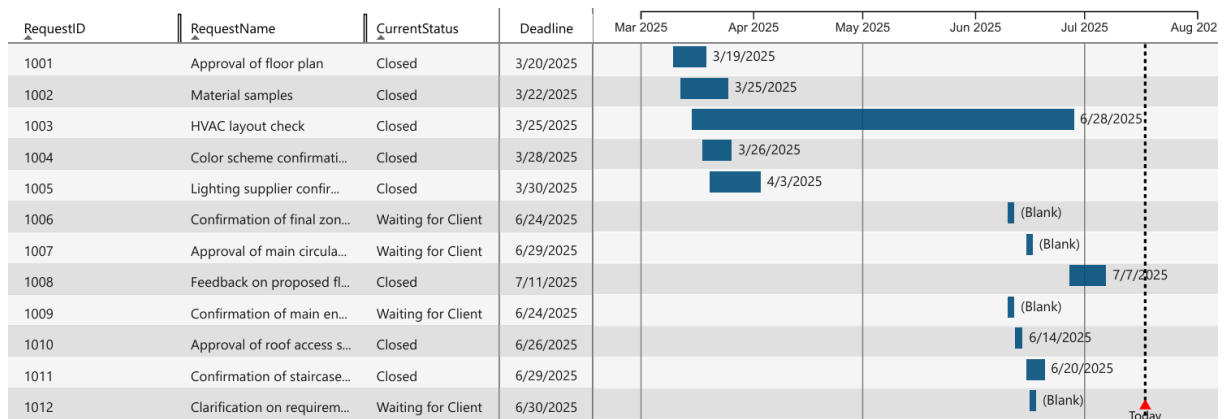 RequestID RequestName CurrentStatus Deadline Mar 2025 Apr 2025 May 2025 Jun 2025 Jul 2025 Aug 202
1001 Approval of floor plan Closed 3/20/2025 3/19/2025
1002 Material samples Closed 3/22/2025 3/25/2025
1003 HVAC layout check Closed 3/25/2025 6/28/2025
1004 Color scheme confirmati... Closed 3/28/2025 3/26/2025
1005 Lighting supplier confir... Closed 3/30/2025 4/3/2025
1006 Confirmation of final zon... Waiting for Client 6/24/2025 (Blank)
1007 Approval of main circula... Waiting for Client 6/29/2025 (Blank)
1008 Feedback on proposed fl... Closed 7/11/2025 7/7/2025
1009 Confirmation of main en... Waiting for Client 6/24/2025 (Blank)
1010 Approval of roof access s... Closed 6/26/2025 6/14/2025
1011 Confirmation of staircase... Closed 6/29/2025 6/20/2025
1012 Clarification on requirem... Waiting for Client 6/30/2025 (Blank)
Today